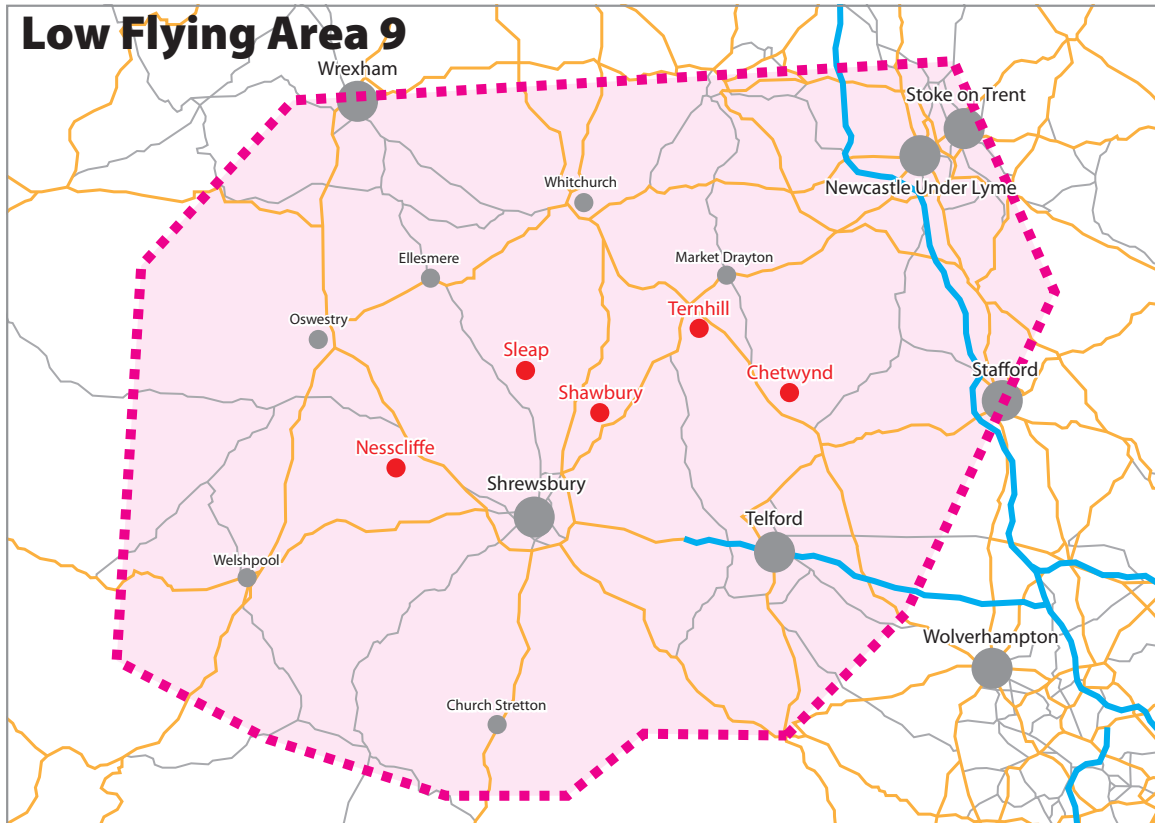 Low Flying Area 9
Wrexham
Stoke on Trent
Whitchurch
Newcastle Under Lyme
Ellesmere
Market Drayton
Ternhill
Oswestry
Sleap
Stafford
Chetwynd
Shawbury
Nesscliffe
Shrewsbury
Telford
Welshpool
Wolverhampton
Church Stretton